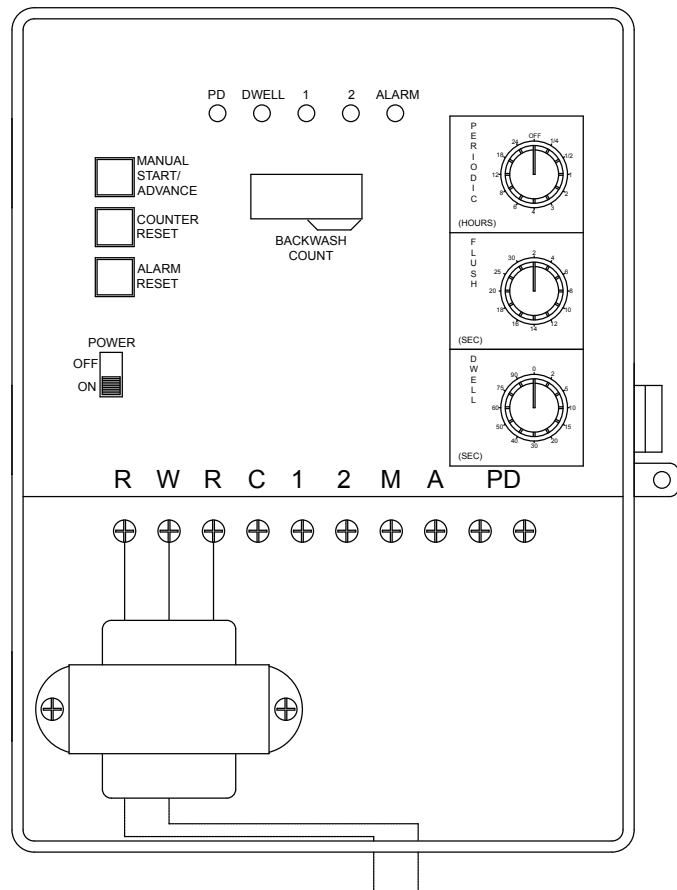 PD DWELL 1 2 ALARM
MANUAL
START/
ADVANCE
COUNTER
RESET
ALARM
RESET
BACKWASH
COUNT
POWER
OFF
ON
PERIODIC
OFF
1/4
1/2
1
2
3
4
6
8
12
18
24
(HOURS)
FLUSH
2
4
6
8
10
12
14
16
18
20
25
30
(SEC)
DWELL
0
2
5
10
15
20
30
40
50
60
75
90
(SEC)
R W R C 1 2 M A PD